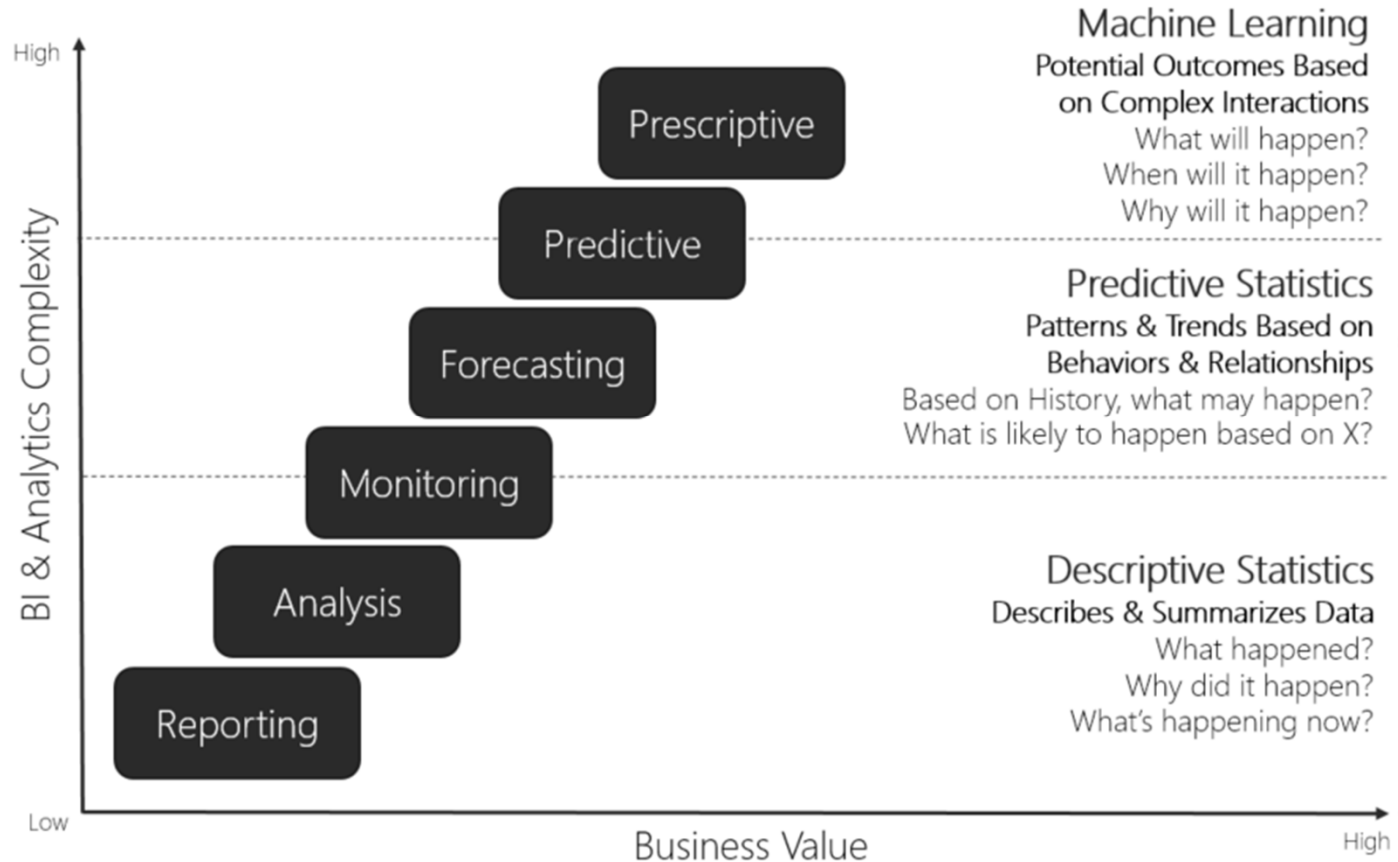 High
BI & Analytics Complexity
Low
Prescriptive
Predictive
Forecasting
Monitoring
Analysis
Reporting
Machine Learning
Potential Outcomes Based
on Complex Interactions
What will happen?
When will it happen?
Why will it happen?
Predictive Statistics
Patterns & Trends Based on
Behaviors & Relationships
Based on History, what may happen?
What is likely to happen based on X?
Descriptive Statistics
Describes & Summarizes Data
What happened?
Why did it happen?
What's happening now?
Business Value
High